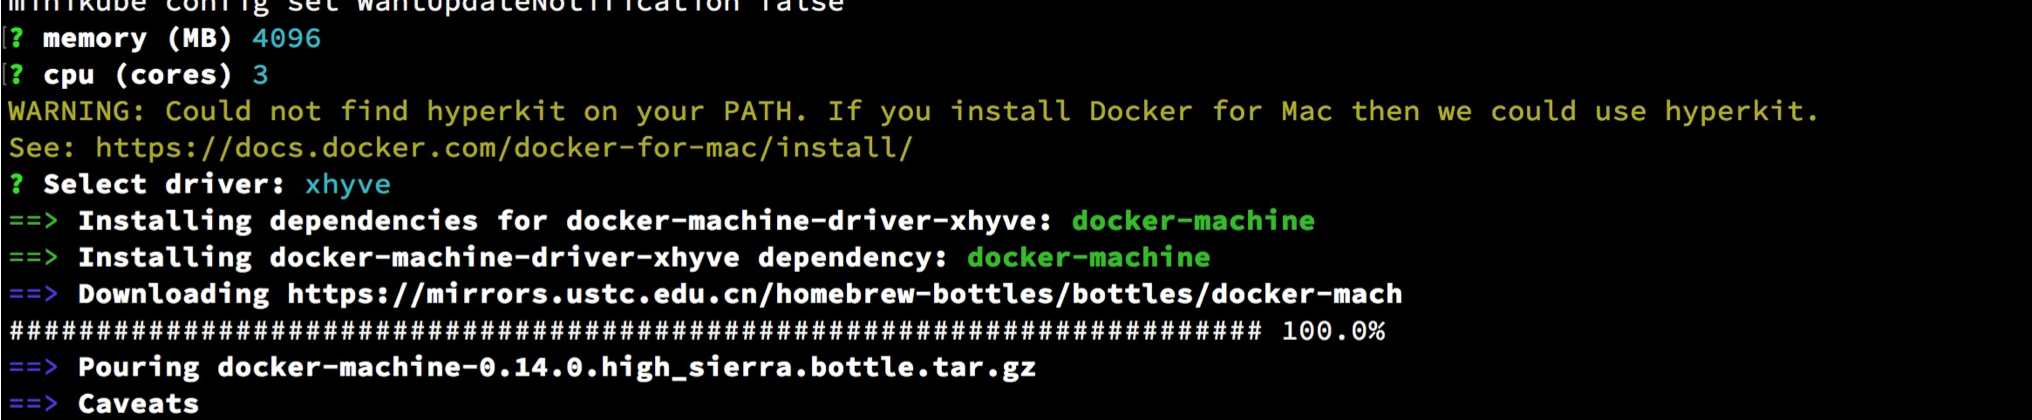 minikube config set WantUpdateNotification false
? memory (MB) 4096
? cpu (cores) 3
WARNING: Could not find hyperkit on your PATH. If you install Docker for Mac then we could use hyperkit.
See: https://docs.docker.com/docker-for-mac/install/
? Select driver: xhyve
==> Installing dependencies for docker-machine-driver-xhyve: docker-machine
==> Installing docker-machine-driver-xhyve dependency: docker-machine
==> Downloading https://mirrors.ustc.edu.cn/homebrew-bottles/bottles/docker-mach
######################################################################## 100.0%
==> Pouring docker-machine-0.14.0.high_sierra.bottle.tar.gz
==> Caveats